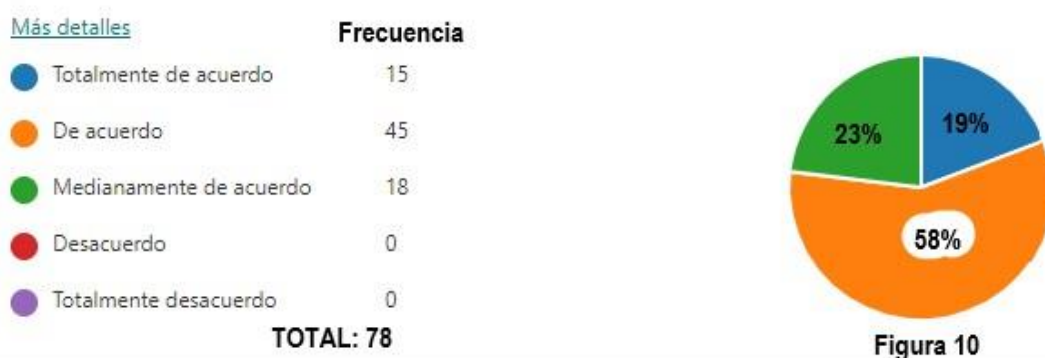 Más detalles Frecuencia
Totalmente de acuerdo 15
De acuerdo 45
Medianamente de acuerdo 18
Desacuerdo 0
Totalmente desacuerdo 0
TOTAL: 78
23% 19%
58%
Figura 10